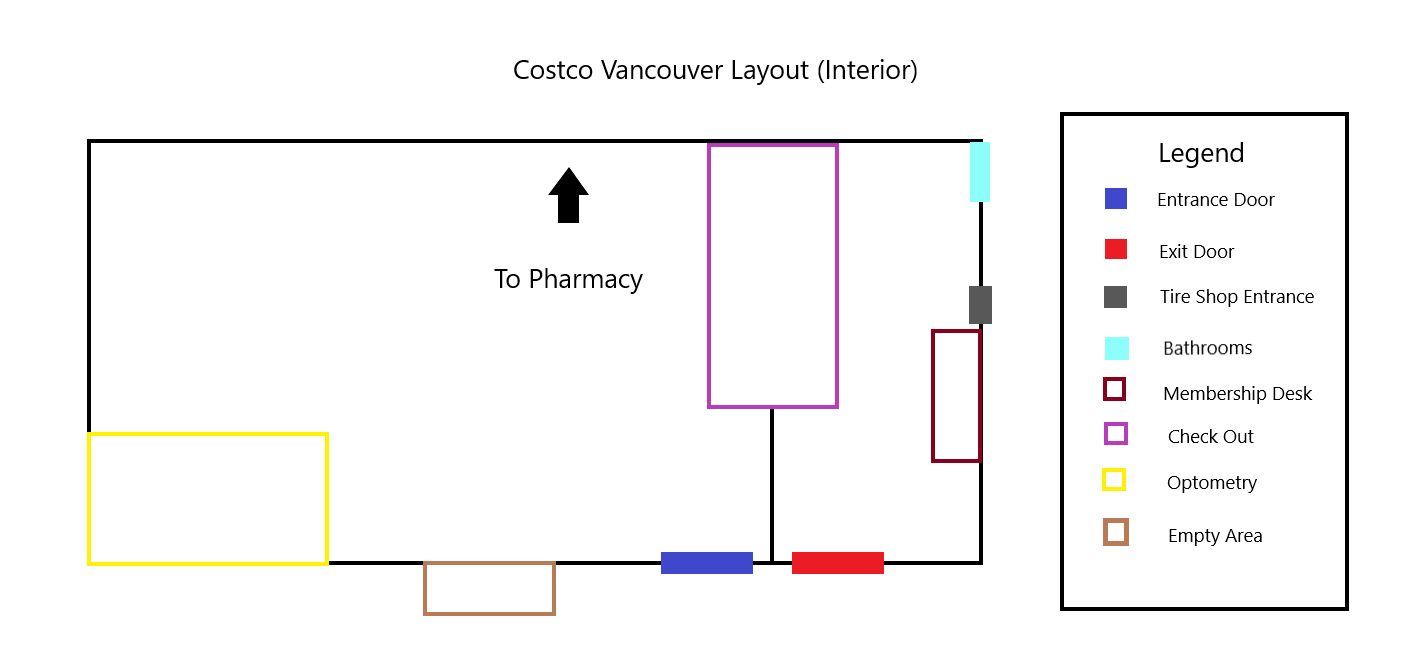 Costco Vancouver Layout (Interior)
To Pharmacy
Legend
Entrance Door
Exit Door
Tire Shop Entrance
Bathrooms
Membership Desk
Check Out
Optometry
Empty Area